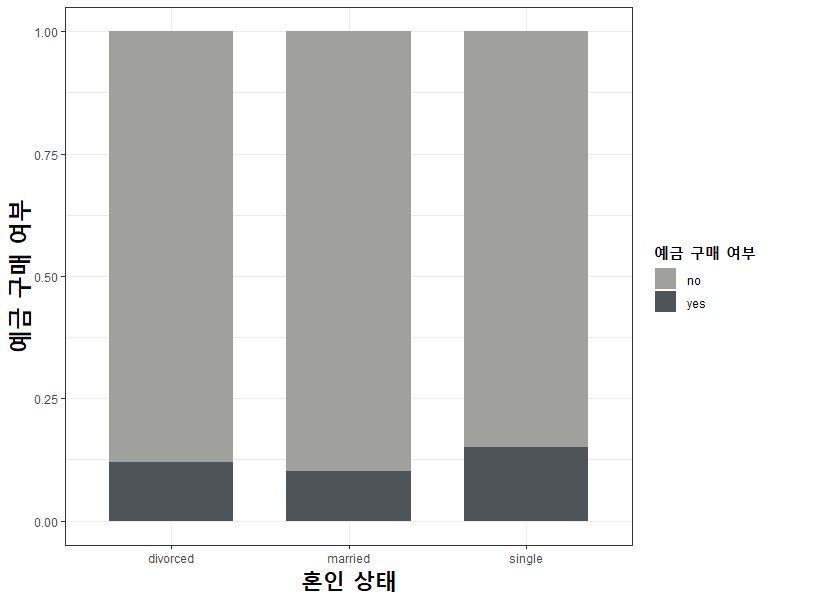 1.00
0.75
0.50
0.25
0.00
예금 구매 여부
divorced
married
single
혼인 상태
예금 구매 여부
no
yes